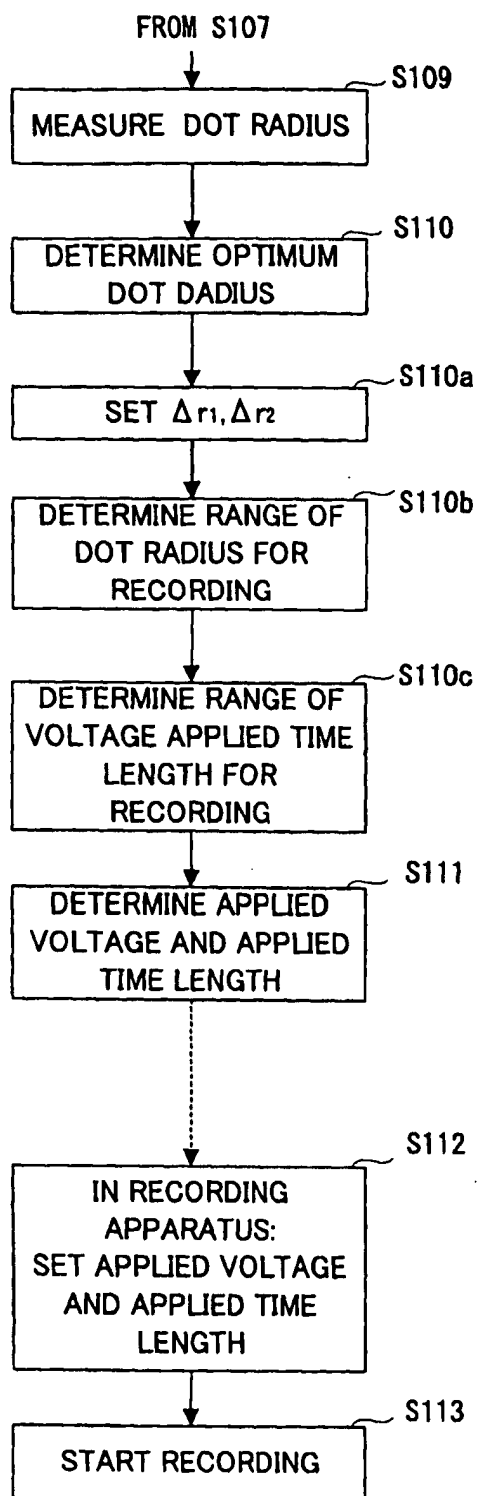 FROM S107
S109
MEASURE DOT RADIUS
S110
DETERMINE OPTIMUM
DOT DADIUS
S110a
SET Δr1,Δr2
S110b
DETERMINE RANGE OF
DOT RADIUS FOR
RECORDING
S110c
DETERMINE RANGE OF
VOLTAGE APPLIED TIME
LENGTH FOR
RECORDING
S111
DETERMINE APPLIED
VOLTAGE AND APPLIED
TIME LENGTH
S112
IN RECORDING
APPARATUS:
SET APPLIED VOLTAGE
AND APPLIED TIME
LENGTH
S113
START RECORDING